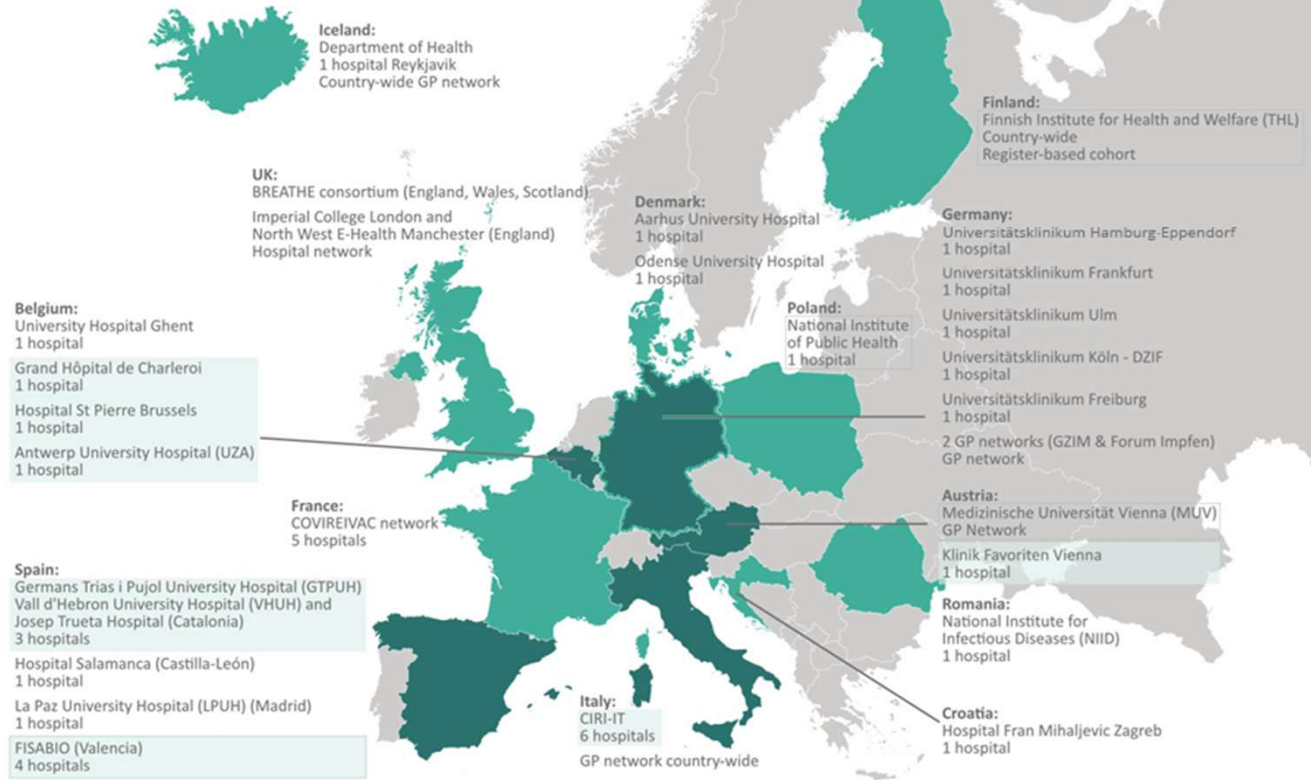 Iceland:
Department of Health
1 hospital Reykjavik
Country-wide GP network
Finland:
Finnish Institute for Health and Welfare (THL)
Country-wide
Register-based cohort
UK:
BREATHE consortium (England, Wales, Scotland)
Imperial College London and
North West E-Health Manchester (England)
Hospital network
Denmark:
Aarhus University Hospital
1 hospital
Odense University Hospital
1 hospital
Germany:
Universitätsklinikum Hamburg-Eppendorf
1 hospital
Universitatsklinikum Frankfurt
1 hospital
Universitätsklinikum Ulm
1 hospital
Universitätsklinikum Köln - DZIF
1 hospital
Universitätsklinikum Freiburg
1 hospital
2 GP networks (GZIM & Forum Impfen)
GP network
Poland:
National Institute
of Public Health
1 hospital
Belgium:
University Hospital Ghent
1 hospital
Grand Hôpital de Charleroi
1 hospital
Hospital St Pierre Brussels
1 hospital
Antwerp University Hospital (UZA)
1 hospital
France:
COVIREIVAC network
5 hospitals
Austria:
Medizinische Universität Vienna (MUV)
GP Network
Klinik Favoriten Vienna
1 hospital
Spain:
Germans Trias i Pujol University Hospital (GTPUH)
Vall d'Hebron University Hospital (VHUH) and
Josep Trueta Hospital (Catalonia)
3 hospitals
Hospital Salamanca (Castilla-León)
1 hospital
La Paz University Hospital (LPUH) (Madrid)
1 hospital
FISABIO (Valencia)
4 hospitals
Romania:
National Institute for
Infectious Diseases (NIID)
1 hospital
Italy:
CIRI-IT
6 hospitals
GP network country-wide
Croatia:
Hospital Fran Mihaljevic Zagreb
1 hospital